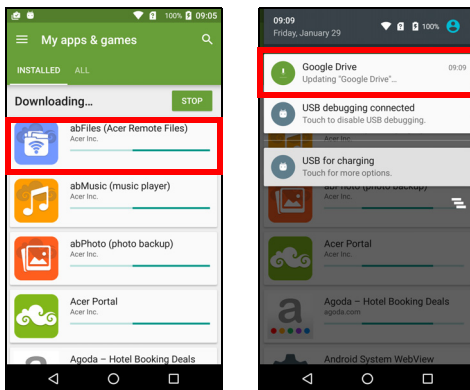 100% 09:05
My apps & games
INSTALLED ALL
Downloading... STOP
abFiles (Acer Remote Files)
Acer Inc.
abMusic (music player)
Acer Inc.
abPhoto (photo backup)
Acer Inc.
Acer Portal
Acer Inc.
Agoda – Hotel Booking Deals
09:09
Friday, January 29
100%
Google Drive 09:09
Updating "Google Drive"...
USB debugging connected
Touch to disable USB debugging.
Acer Inc.
USB for charging
Touch for more options.
abPhoto (photo backup)
Acer Inc.
Acer Portal
Acer Inc.
Agoda – Hotel Booking Deals
agoda.com
Android System WebView